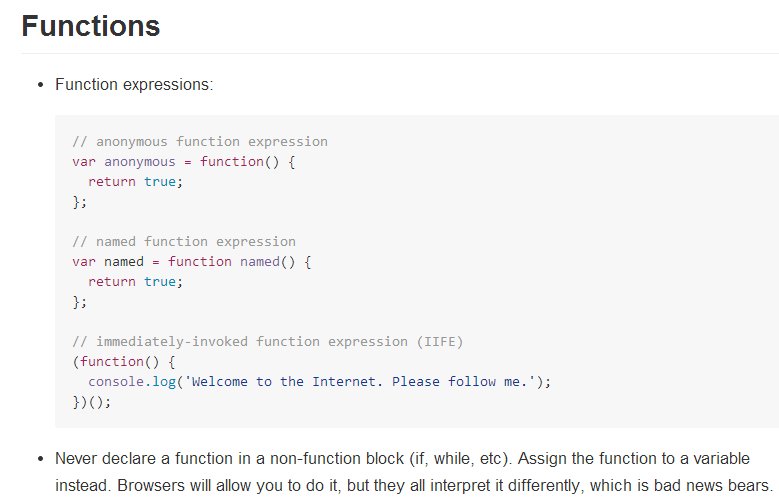 Functions
• Function expressions:
// anonymous function expression
var anonymous = function() {
  return true;
};
// named function expression
var named = function named() {
  return true;
};
// immediately-invoked function expression (IIFE)
(function() {
  console.log('Welcome to the Internet. Please follow me.');
})();
• Never declare a function in a non-function block (if, while, etc). Assign the function to a variable
instead. Browsers will allow you to do it, but they all interpret it differently, which is bad news bears.